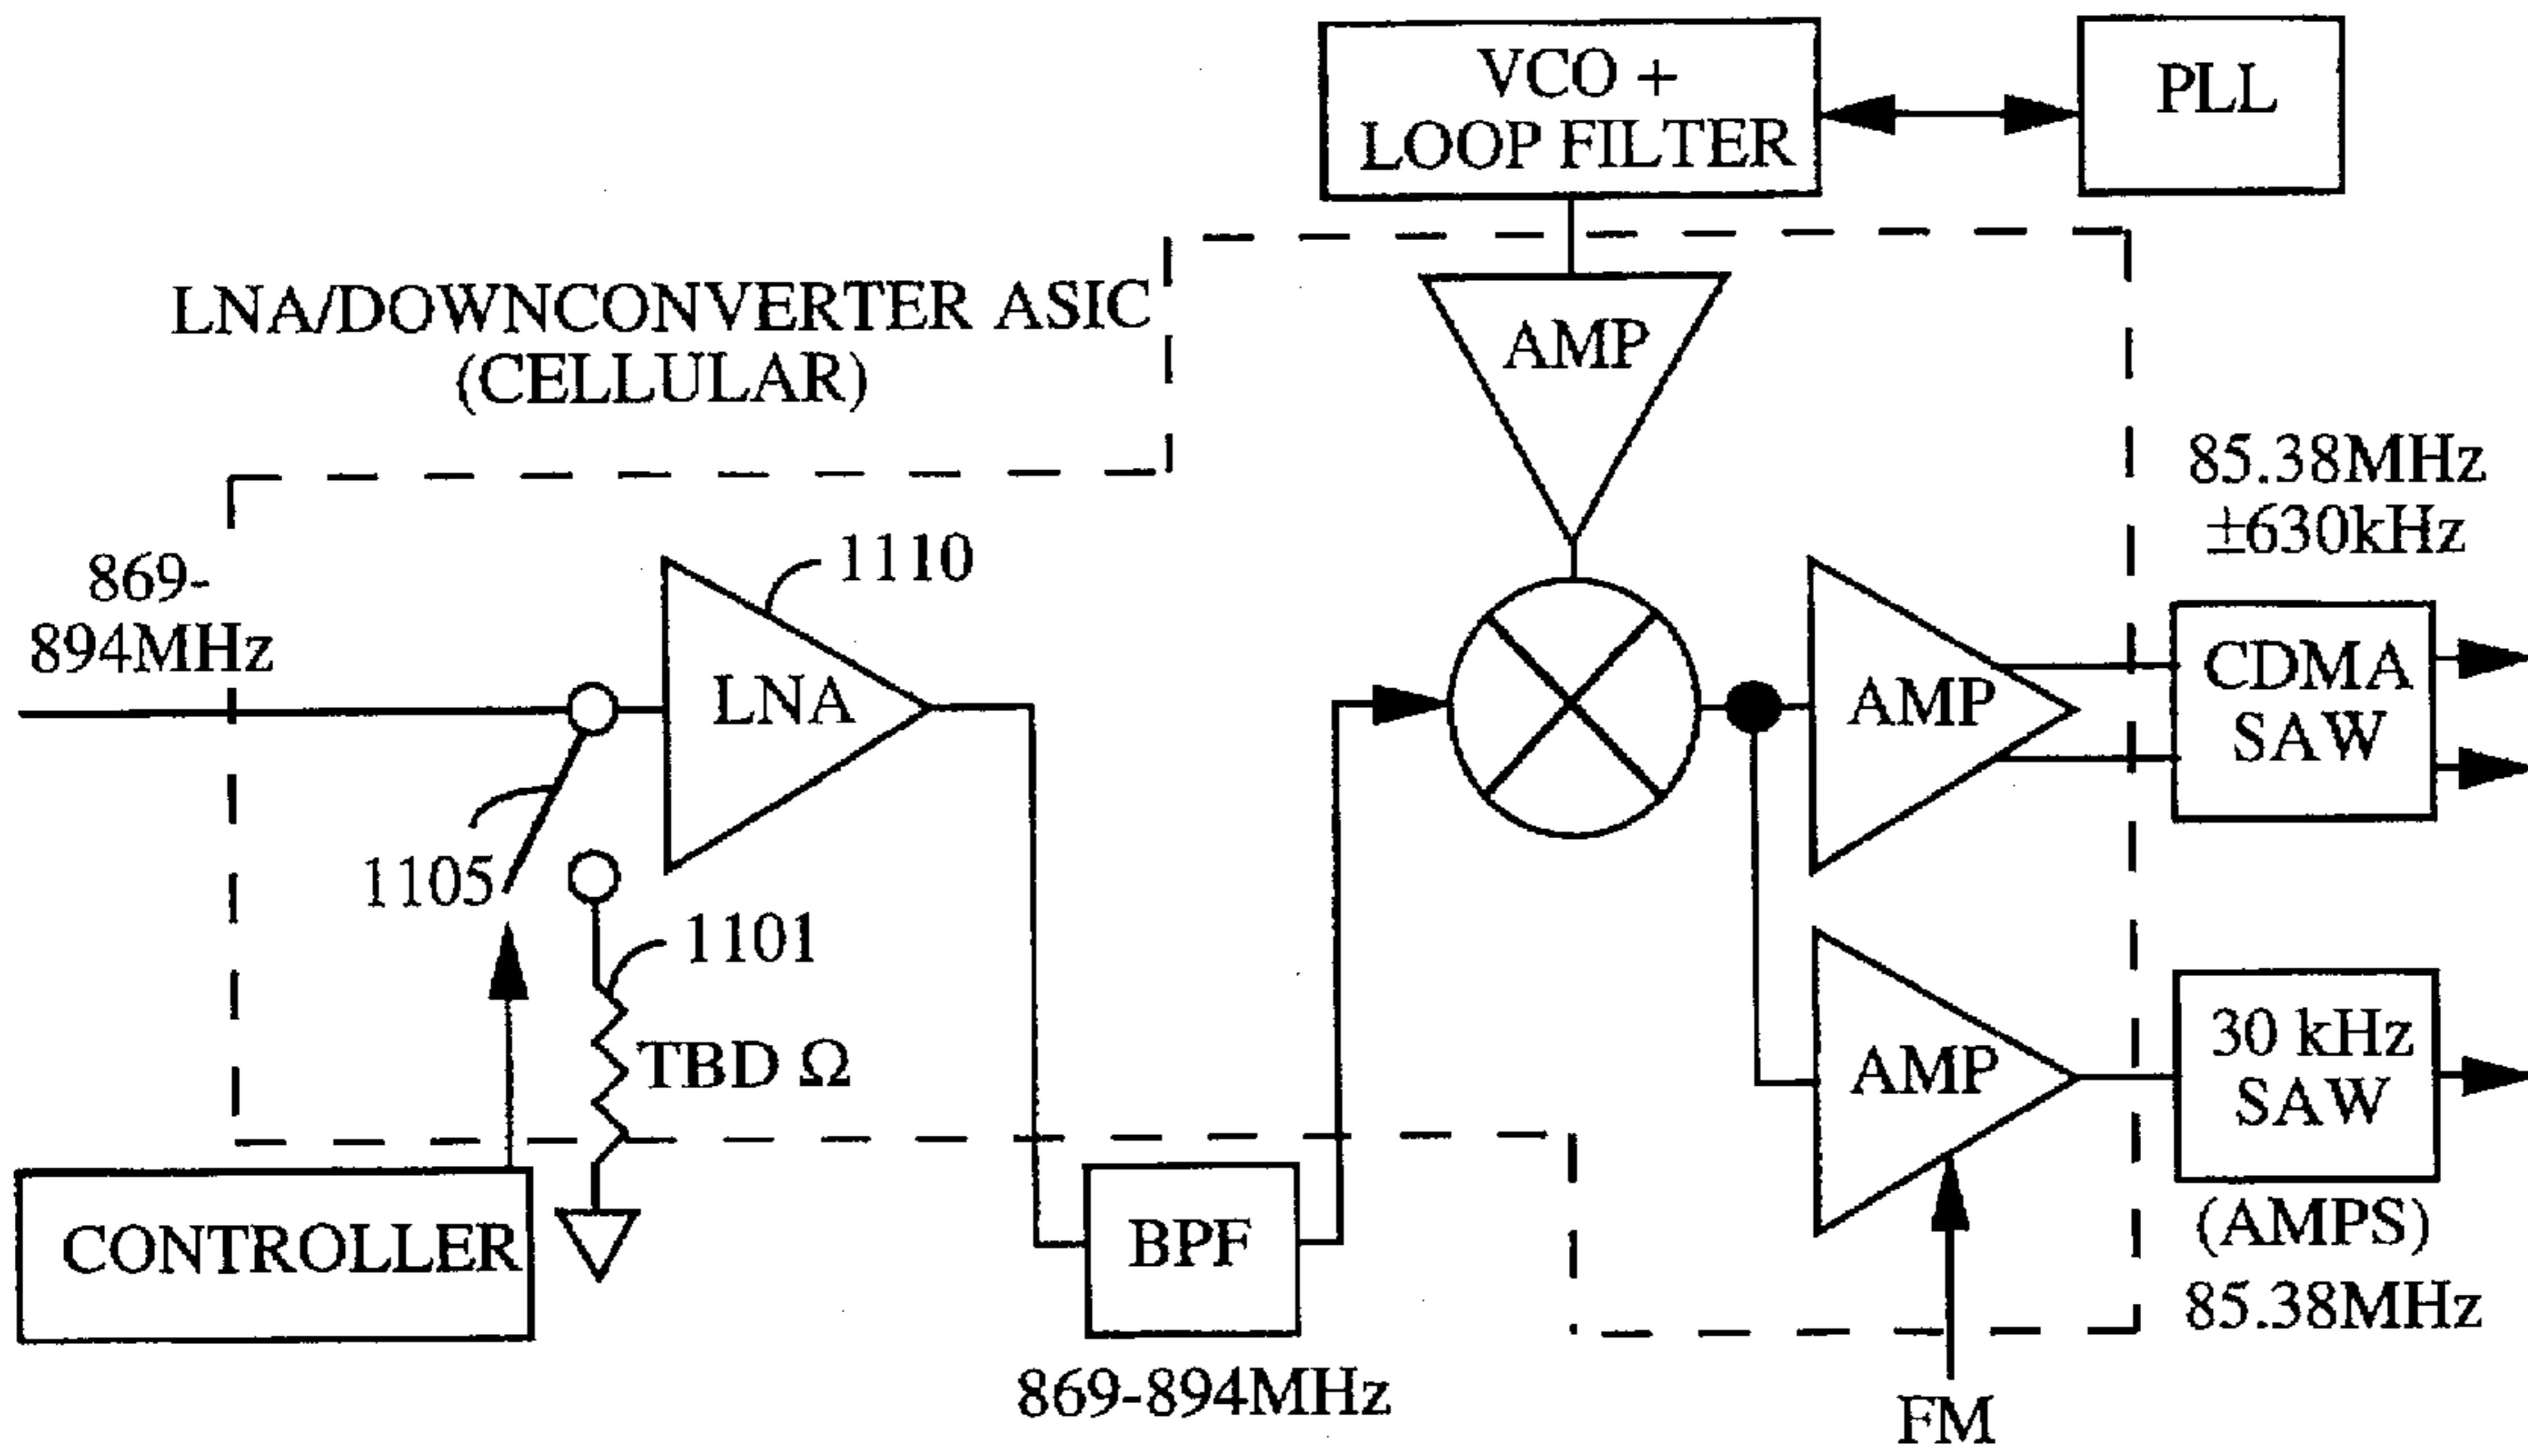 VCO +
LOOP FILTER
PLL
LNA/DOWNCONVERTER ASIC
(CELLULAR)
AMP
85.38MHz
±630kHz
869-
894MHz
1110
LNA
AMP
CDMA
SAW
1105
1101
TBD Ω
AMP
30 kHz
SAW
(AMPS)
85.38MHz
CONTROLLER
BPF
869-894MHz
FM